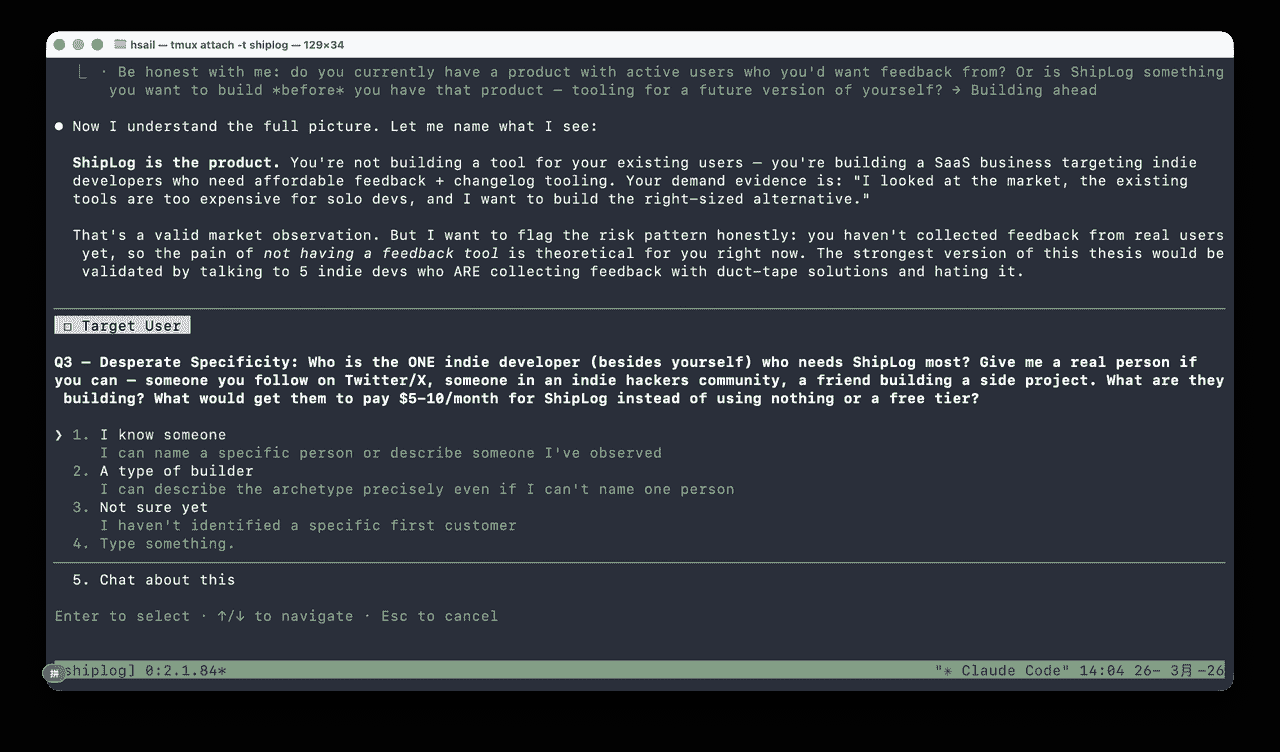 hsail — tmux attach -t shiplog — 129×34
· Be honest with me: do you currently have a product with active users who you'd want feedback from? Or is ShipLog something
you want to build *before* you have that product — tooling for a future version of yourself? → Building ahead
● Now I understand the full picture. Let me name what I see:
ShipLog is the product. You're not building a tool for your existing users — you're building a SaaS business targeting indie
developers who need affordable feedback + changelog tooling. Your demand evidence is: "I looked at the market, the existing
tools are too expensive for solo devs, and I want to build the right-sized alternative."
That's a valid market observation. But I want to flag the risk pattern honestly: you haven't collected feedback from real users
yet, so the pain of not having a feedback tool is theoretical for you right now. The strongest version of this thesis would be
validated by talking to 5 indie devs who ARE collecting feedback with duct-tape solutions and hating it.
☐ Target User
Q3 — Desperate Specificity: Who is the ONE indie developer (besides yourself) who needs ShipLog most? Give me a real person if
you can — someone you follow on Twitter/X, someone in an indie hackers community, a friend building a side project. What are they
building? What would get them to pay $5-10/month for ShipLog instead of using nothing or a free tier?
❯ 1. I know someone
I can name a specific person or describe someone I've observed
2. A type of builder
I can describe the archetype precisely even if I can't name one person
3. Not sure yet
I haven't identified a specific first customer
4. Type something.
5. Chat about this
Enter to select · ↑/↓ to navigate · Esc to cancel
# shiplog] 0:2.1.84* "✳ Claude Code" 14:04 26- 3月-26